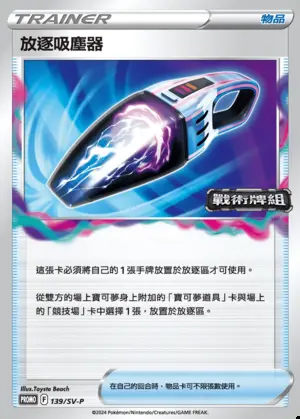 TRAINER 物品
放逐吸塵器
戰術牌組
這張卡必須將自己的1張手牌放置於放逐區才可使用。
從雙方的場上寶可夢身上附加的「寶可夢道具」卡與場上
的「競技場」卡中選擇1張,放置於放逐區。
Illus.Toyste Beach
PROMO F 139/SV-P
在自己的回合時,物品卡可不限張數使用。
©2024 Pokémon/Nintendo/Creatures/GAME FREAK.